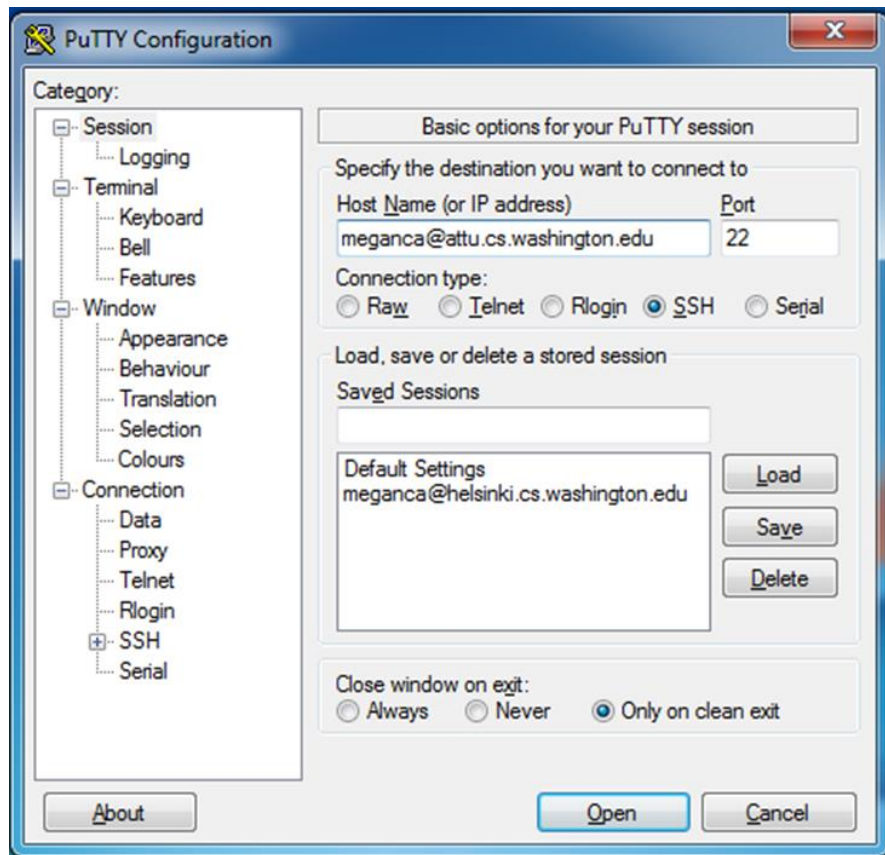 PuTTY Configuration
Category:
Session
Logging
Terminal
Keyboard
Bell
Features
Window
Appearance
Behaviour
Translation
Selection
Colours
Connection
Data
Proxy
Telnet
Rlogin
SSH
Serial
Basic options for your PuTTY session
Specify the destination you want to connect to
Host Name (or IP address) Port
meganca@attu.cs.washington.edu 22
Connection type:
Raw Telnet Rlogin SSH Serial
Load, save or delete a stored session
Saved Sessions
Default Settings
meganca@helsinki.cs.washington.edu
Load
Save
Delete
Close window on exit:
Always Never Only on clean exit
About Open Cancel